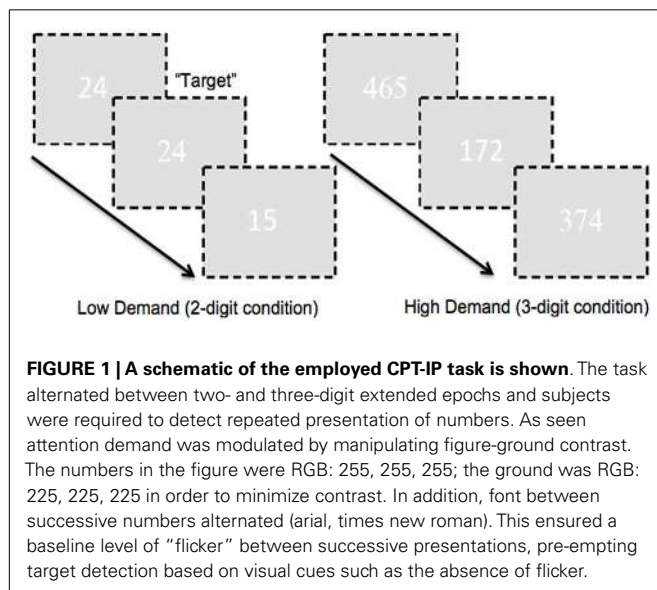 24
"Target"
24
15
465
172
374
Low Demand (2-digit condition)
High Demand (3-digit condition)
FIGURE 1 | A schematic of the employed CPT-IP task is shown. The task
alternated between two- and three-digit extended epochs and subjects
were required to detect repeated presentation of numbers. As seen
attention demand was modulated by manipulating figure-ground contrast.
The numbers in the figure were RGB: 255, 255, 255; the ground was RGB:
225, 225, 225 in order to minimize contrast. In addition, font between
successive numbers alternated (arial, times new roman). This ensured a
baseline level of “flicker” between successive presentations, pre-empting
target detection based on visual cues such as the absence of flicker.